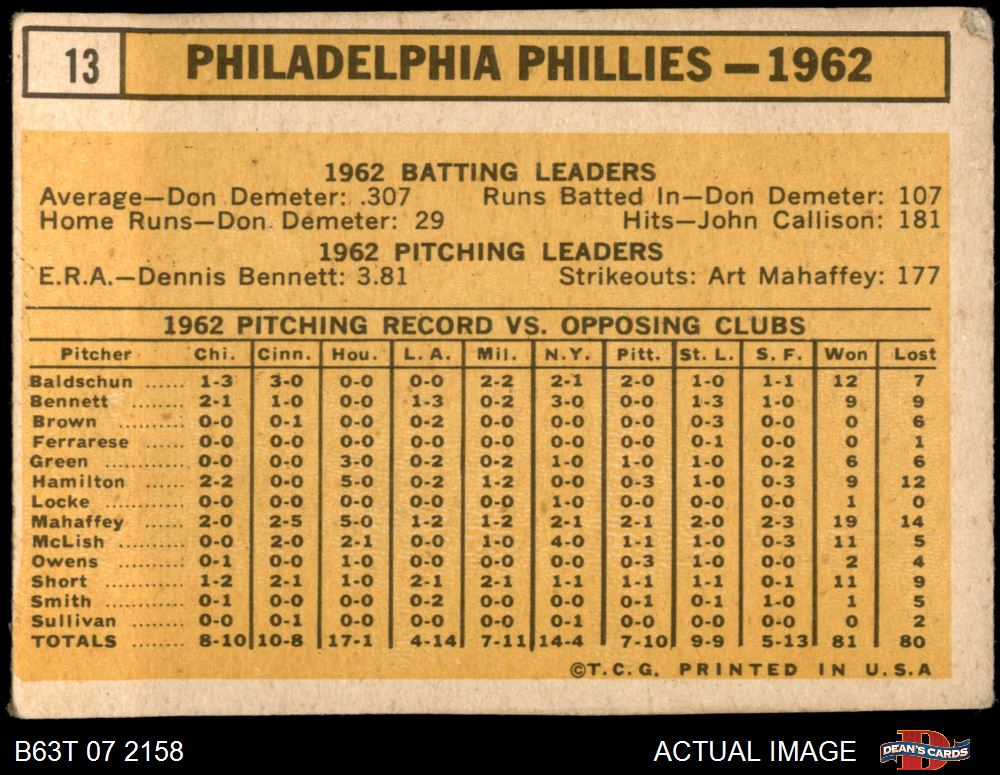 13 PHILADELPHIA PHILLIES — 1962
1962 BATTING LEADERS
Average—Don Demeter: .307 Runs Batted In—Don Demeter: 107
Home Runs—Don Demeter: 29 Hits—John Callison: 181
1962 PITCHING LEADERS
E.R.A.—Dennis Bennett: 3.81 Strikeouts: Art Mahaffey: 177
1962 PITCHING RECORD VS. OPPOSING CLUBS
Pitcher Chi. Cinn. Hou. L. A. Mil. N.Y. Pitt. St. L. S. F. Won Lost
Baldschun ...... 1-3 3-0 0-0 0-0 2-2 2-1 2-0 1-0 1-1 12 7
Bennett ........ 2-1 1-0 0-0 1-3 0-2 3-0 0-0 1-3 1-0 9 9
Brown .......... 0-0 0-1 0-0 0-2 0-0 0-0 0-0 0-3 0-0 0 6
Ferrarese ...... 0-0 0-0 0-0 0-0 0-0 0-0 0-0 0-1 0-0 0 1
Green ............ 0-0 0-0 3-0 0-2 0-2 1-0 1-0 1-0 0-2 6 6
Hamilton ...... 2-2 1-0 5-0 0-2 1-2 0-0 0-3 1-0 0-3 9 12
Locke ............ 0-0 0-0 0-0 0-0 0-0 1-0 0-0 0-0 0-0 1 0
Mahaffey ...... 2-0 2-5 5-0 1-2 1-2 2-1 2-1 2-0 2-3 19 14
McLish .......... 0-0 2-0 2-1 0-0 1-0 4-0 1-1 1-0 0-3 11 5
Owens ............ 0-1 0-0 1-0 0-0 0-0 0-0 0-3 1-0 0-0 2 4
Short ............ 1-2 2-1 1-0 2-1 2-1 1-1 1-1 1-1 0-1 11 9
Smith ............ 0-1 0-0 0-0 0-2 0-0 0-0 0-1 0-1 1-0 1 5
Sullivan ........ 0-0 0-1 0-0 0-0 0-0 0-1 0-0 0-0 0-0 0 2
TOTALS ........ 8-10 10-8 17-1 4-14 7-11 14-4 7-10 9-9 5-13 81 80
©T.C.G. PRINTED IN U.S.A
B63T 07 2158 ACTUAL IMAGE DEAN'S CARDS